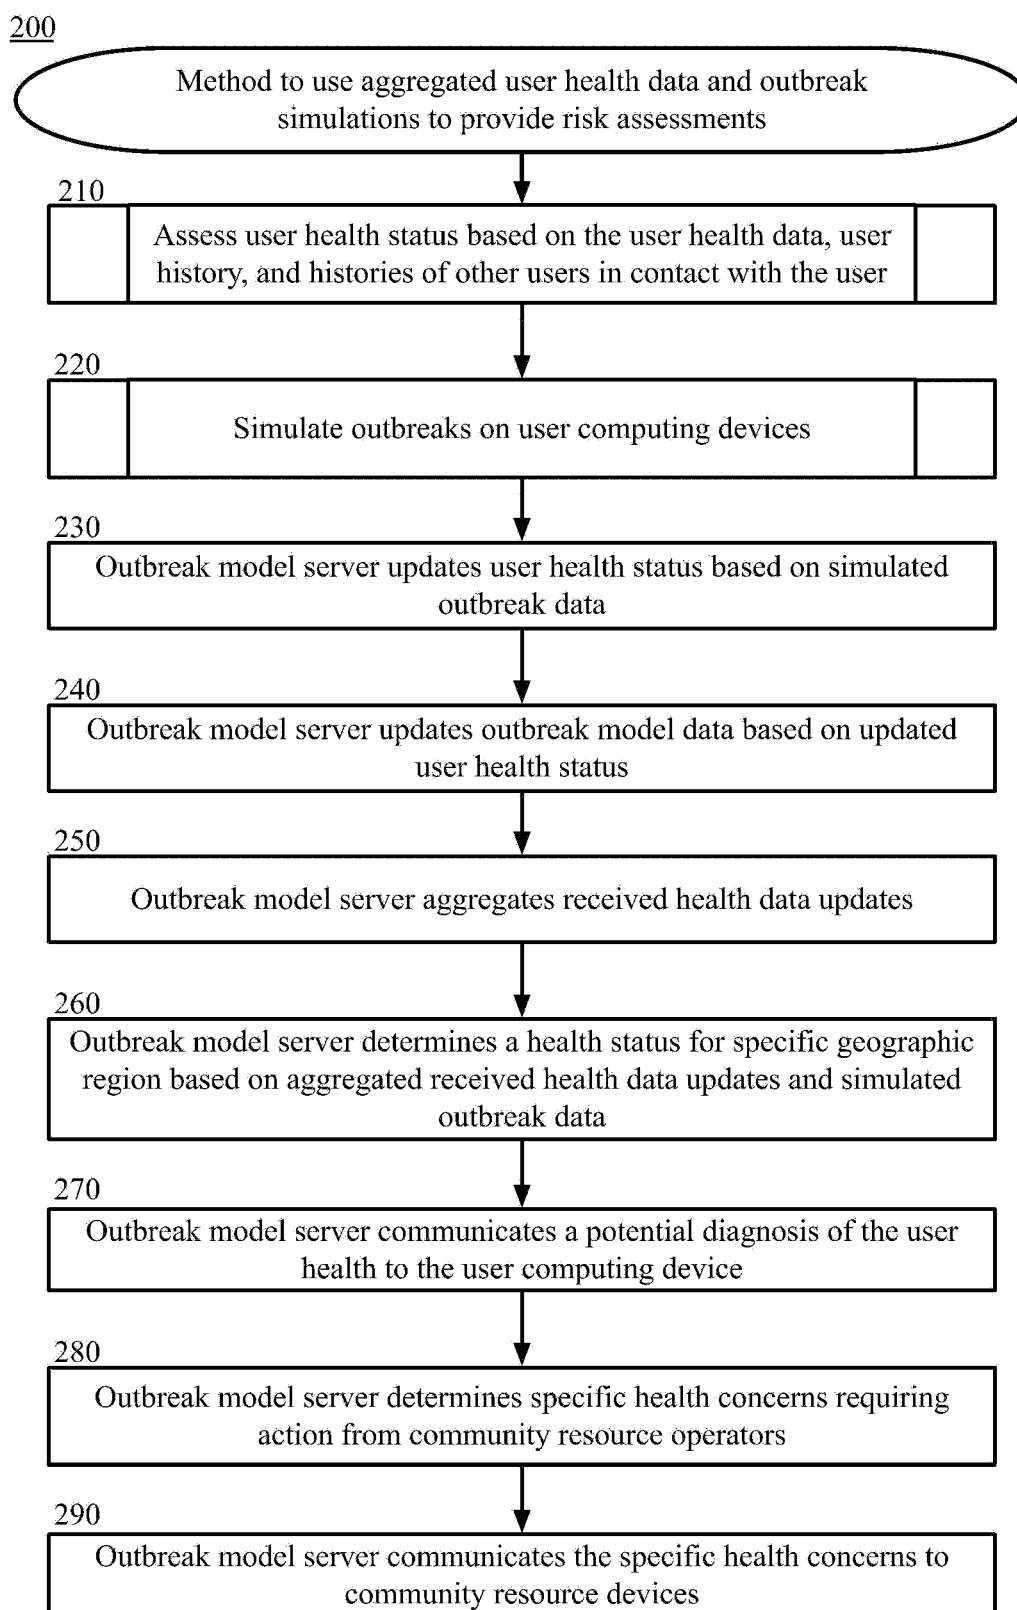 200
Method to use aggregated user health data and outbreak
simulations to provide risk assessments
210
Assess user health status based on the user health data, user
history, and histories of other users in contact with the user
220
Simulate outbreaks on user computing devices
230
Outbreak model server updates user health status based on simulated
outbreak data
240
Outbreak model server updates outbreak model data based on updated
user health status
250
Outbreak model server aggregates received health data updates
260
Outbreak model server determines a health status for specific geographic
region based on aggregated received health data updates and simulated
outbreak data
270
Outbreak model server communicates a potential diagnosis of the user
health to the user computing device
280
Outbreak model server determines specific health concerns requiring
action from community resource operators
290
Outbreak model server communicates the specific health concerns to
community resource devices